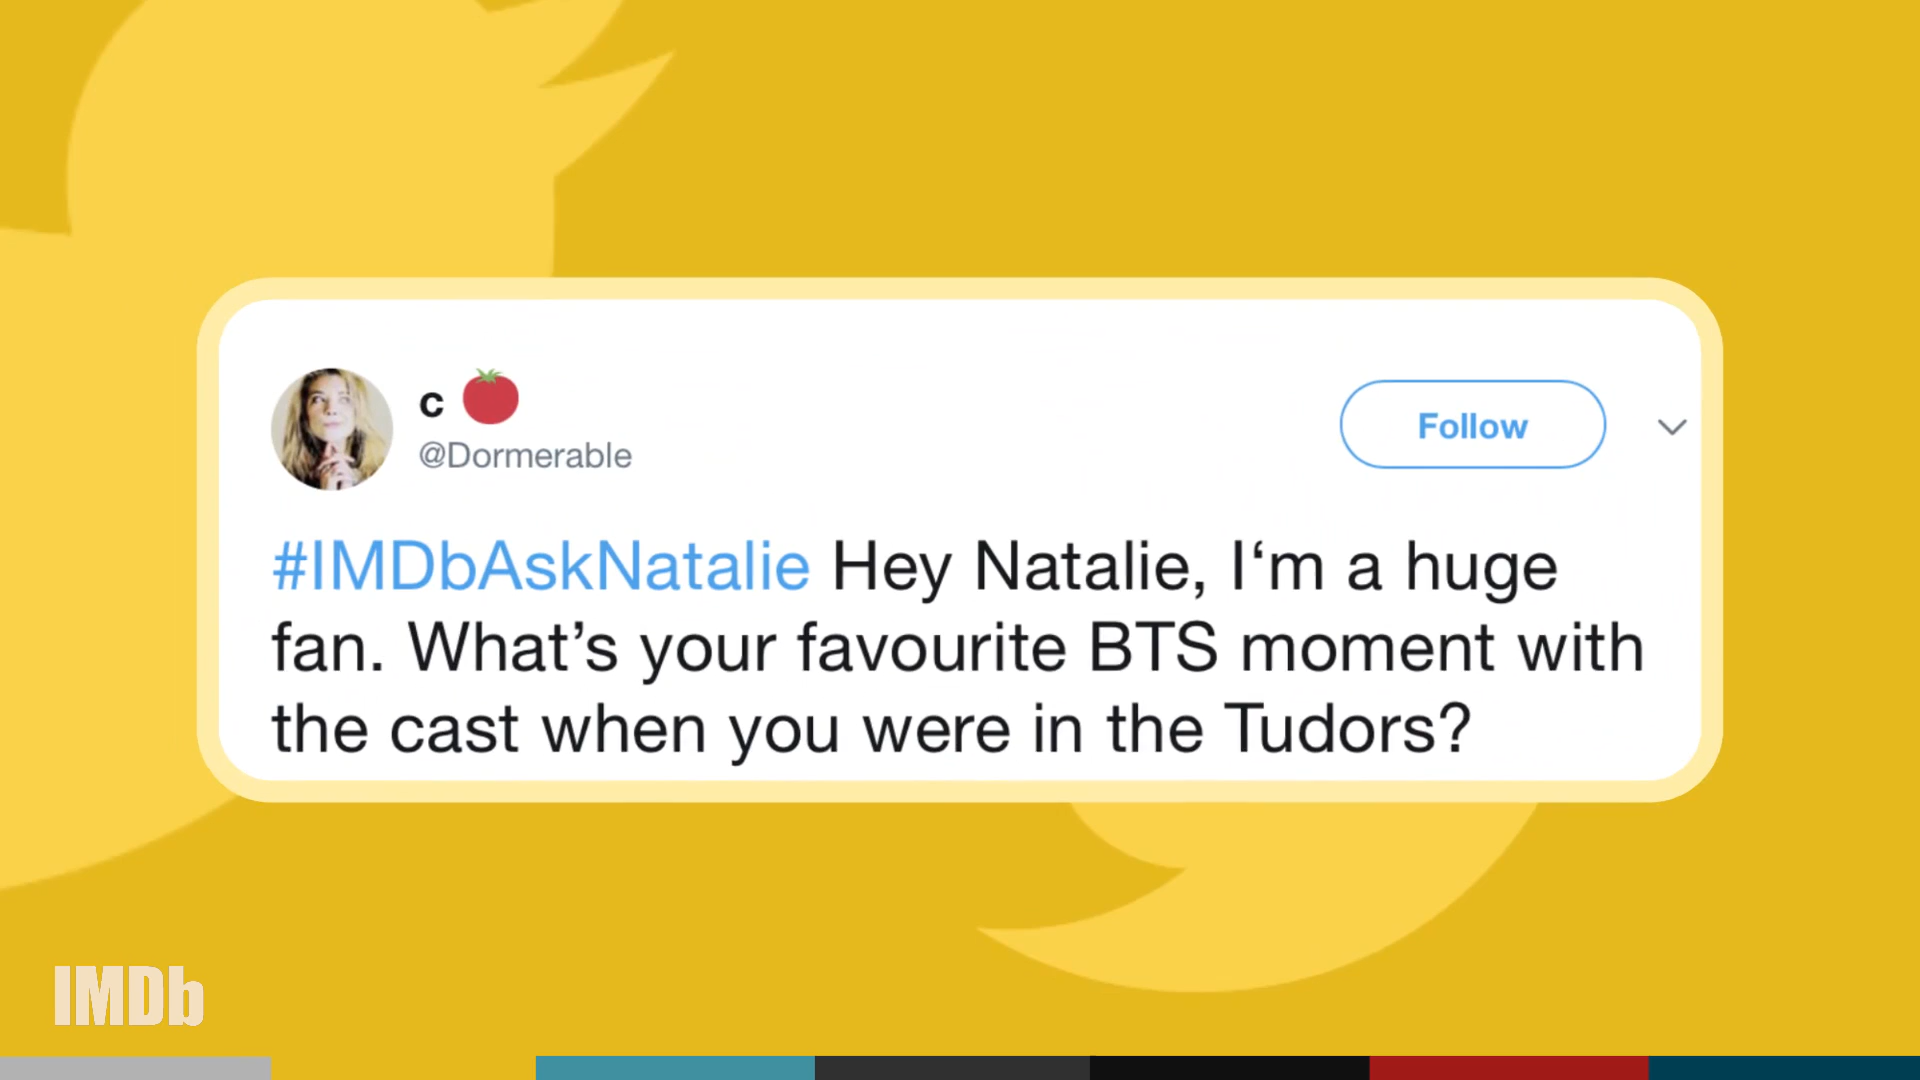 c 🍅
@Dormerable
Follow
#IMDbAskNatalie Hey Natalie, I‘m a huge
fan. What’s your favourite BTS moment with
the cast when you were in the Tudors?
IMDb